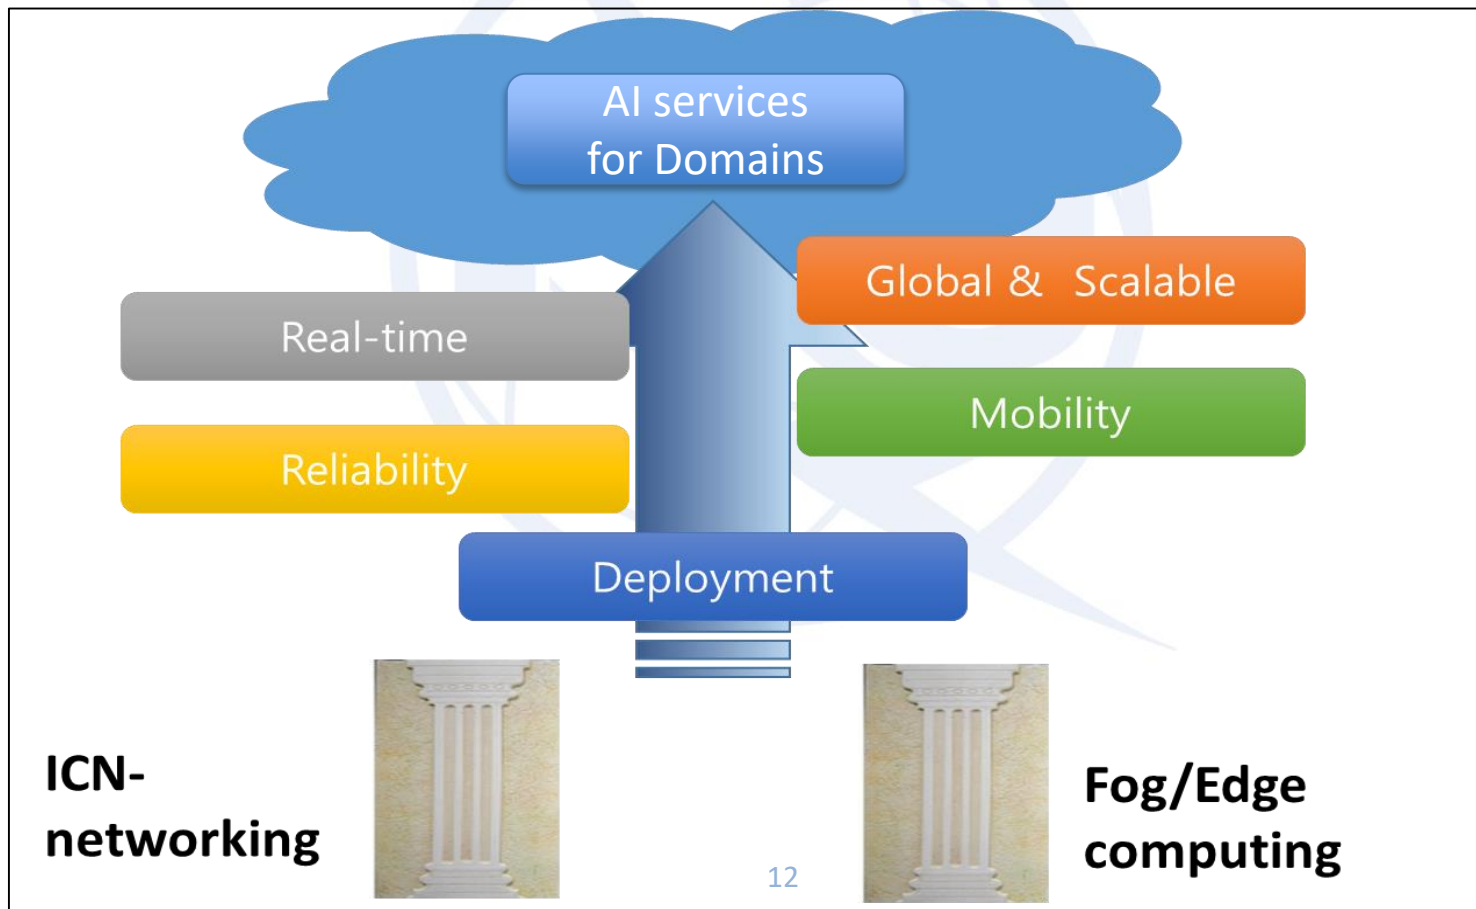 AI services
for Domains
Global & Scalable
Real-time
Mobility
Reliability
Deployment
ICN-
networking
Fog/Edge
computing
12